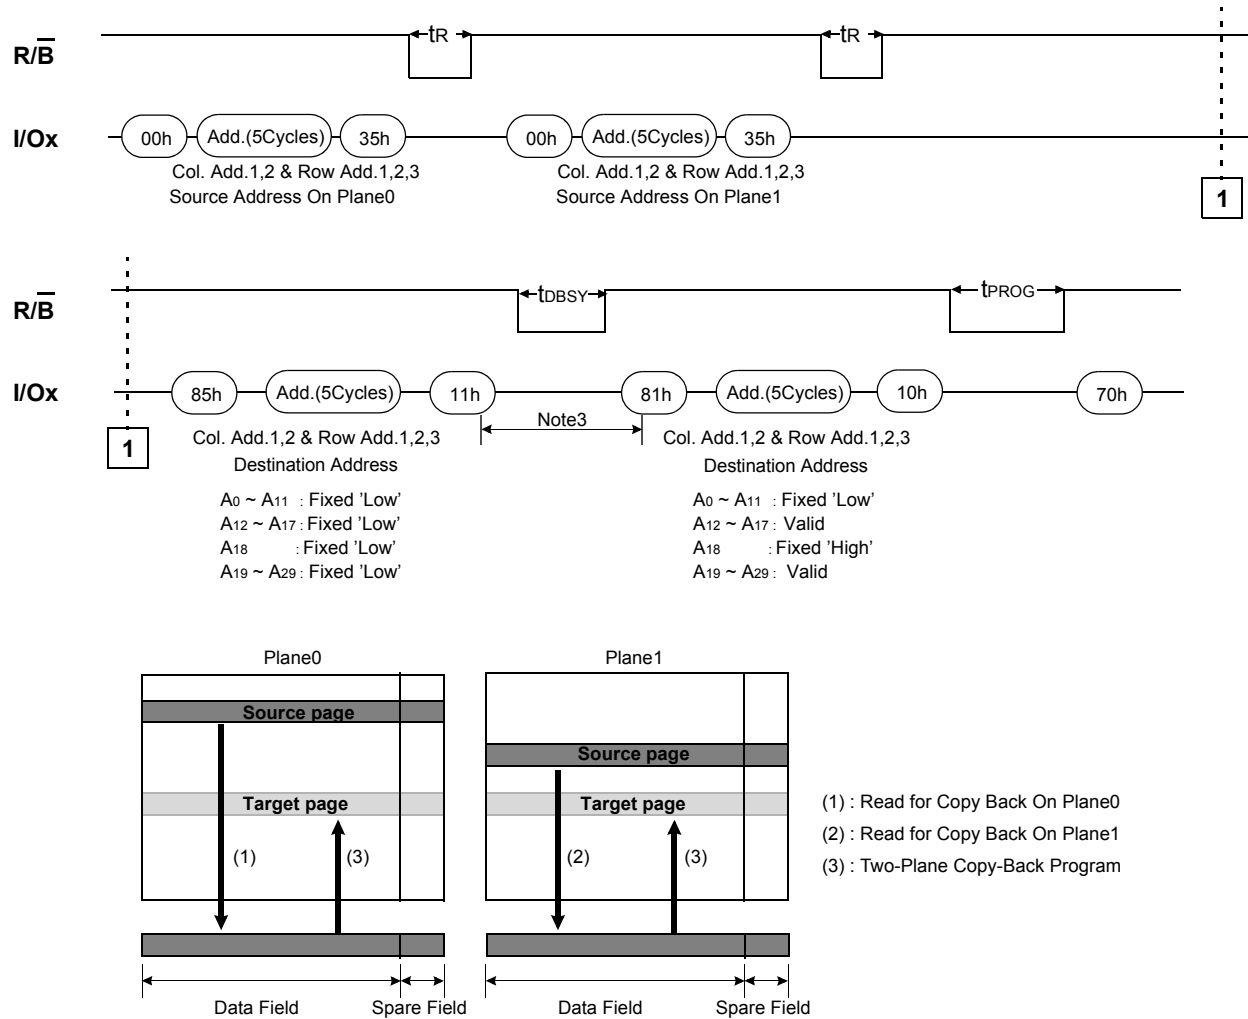 R/B tR tR
I/Ox 00h Add.(5Cycles) 35h 00h Add.(5Cycles) 35h
Col. Add.1,2 & Row Add.1,2,3 Col. Add.1,2 & Row Add.1,2,3
Source Address On Plane0 Source Address On Plane1
1
R/B tDBSY tPROG
I/Ox 85h Add.(5Cycles) 11h 81h Add.(5Cycles) 10h 70h
Note3
1
Col. Add.1,2 & Row Add.1,2,3 Col. Add.1,2 & Row Add.1,2,3
Destination Address Destination Address
A0 ~ A11 : Fixed 'Low' A0 ~ A11 : Fixed 'Low'
A12 ~ A17 : Fixed 'Low' A12 ~ A17 : Valid
A18 : Fixed 'Low' A18 : Fixed 'High'
A19 ~ A29 : Fixed 'Low' A19 ~ A29 : Valid
Plane0 Plane1
Source page
Source page
Target page Target page
(1) : Read for Copy Back On Plane0
(2) : Read for Copy Back On Plane1
(3) : Two-Plane Copy-Back Program
(1) (3) (2) (3)
Data Field Spare Field Data Field Spare Field